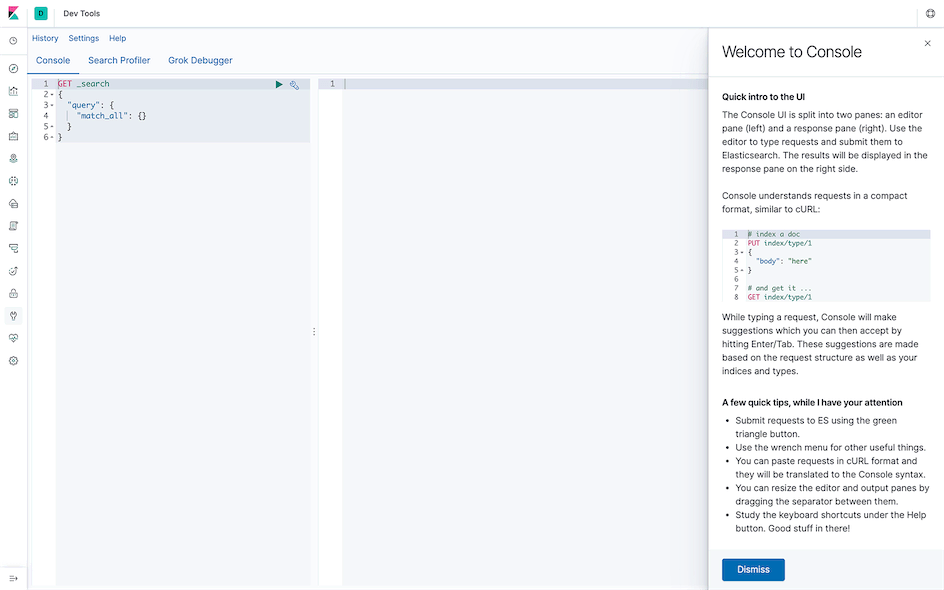 D Dev Tools
History Settings Help
Console Search Profiler Grok Debugger
1 GET _search
2 {
3 "query": {
4 "match_all": {}
5 }
6 }
1
Welcome to Console
Quick intro to the UI
The Console UI is split into two panes: an editor
pane (left) and a response pane (right). Use the
editor to type requests and submit them to
Elasticsearch. The results will be displayed in the
response pane on the right side.
Console understands requests in a compact
format, similar to cURL:
1 # index a doc
2 PUT index/type/1
3 {
4 "body": "here"
5 }
6
7 # and get it ...
8 GET index/type/1
While typing a request, Console will make
suggestions which you can then accept by
hitting Enter/Tab. These suggestions are made
based on the request structure as well as your
indices and types.
A few quick tips, while I have your attention
• Submit requests to ES using the green
triangle button.
• Use the wrench menu for other useful things.
• You can paste requests in cURL format and
they will be translated to the Console syntax.
• You can resize the editor and output panes by
dragging the separator between them.
• Study the keyboard shortcuts under the Help
button. Good stuff in there!
Dismiss